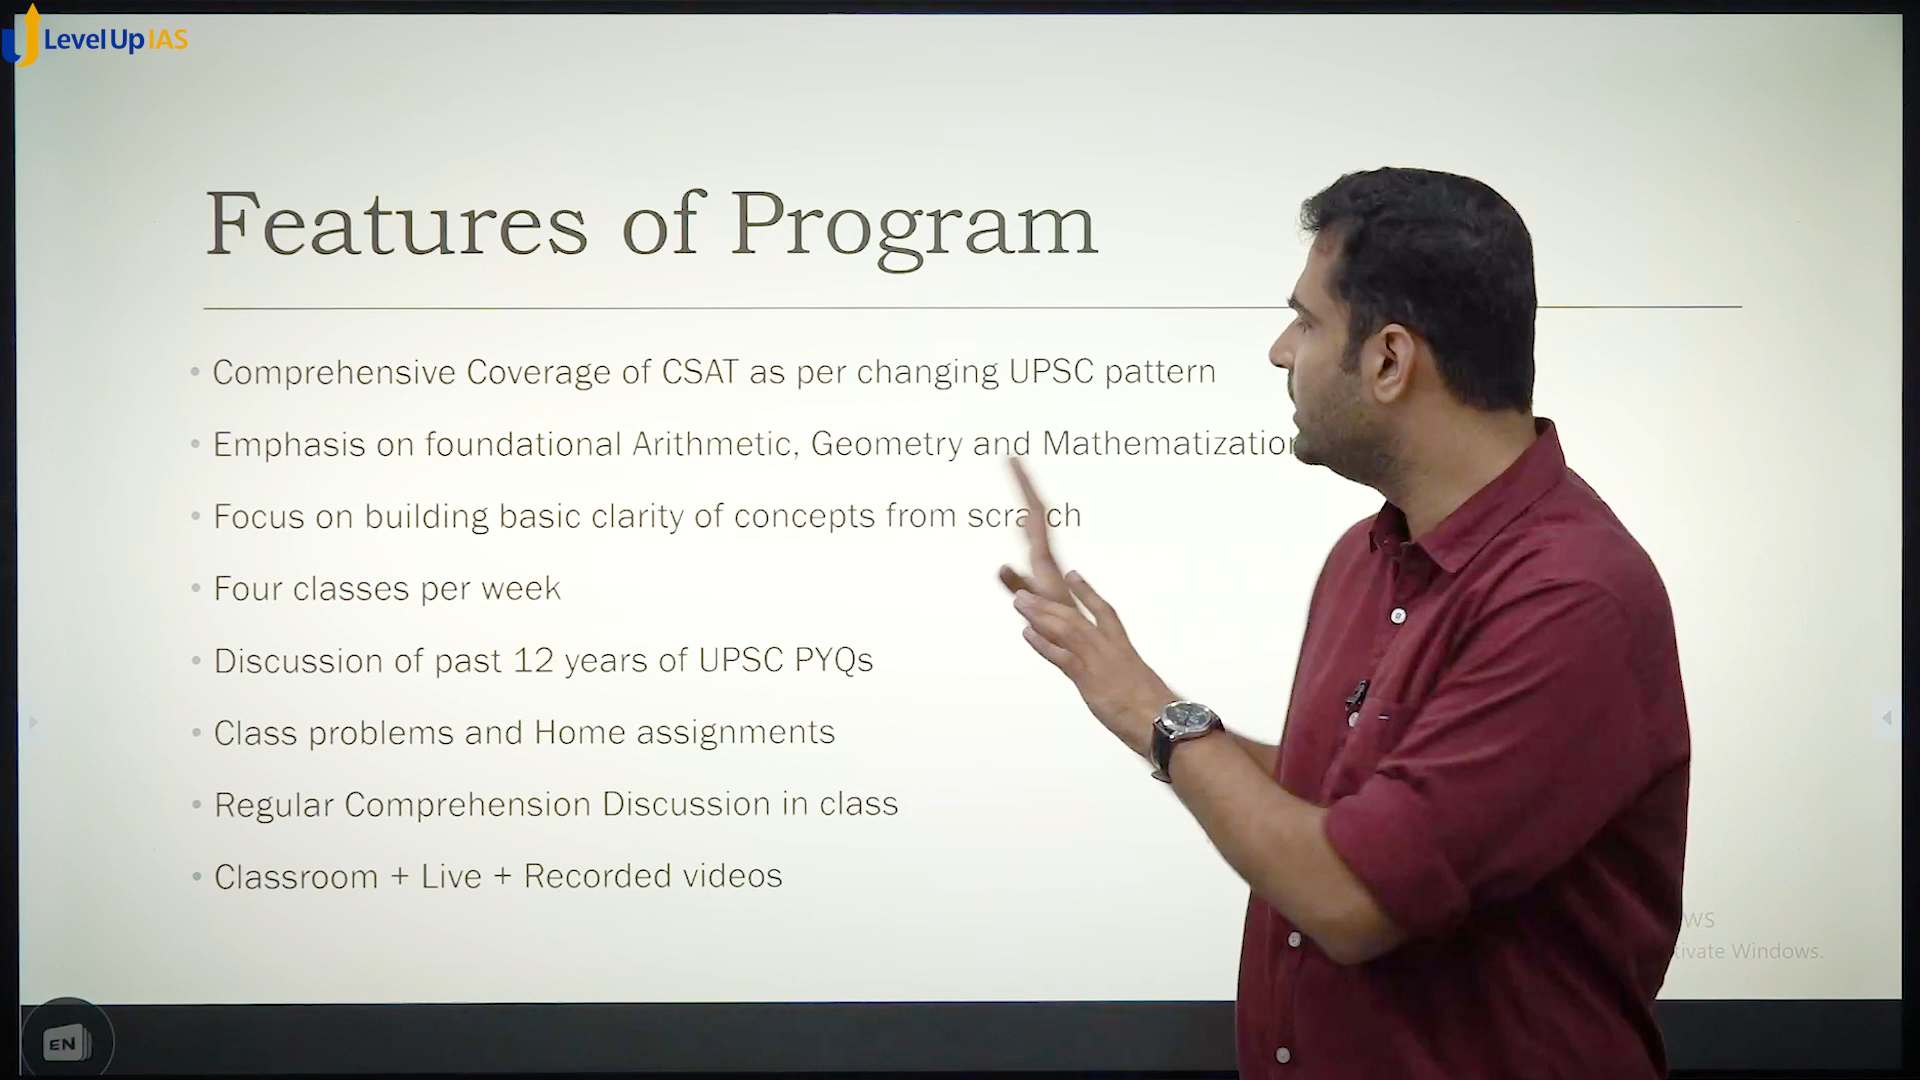 Level Up IAS
Features of Program
• Comprehensive Coverage of CSAT as per changing UPSC pattern
• Emphasis on foundational Arithmetic, Geometry and Mathematization
• Focus on building basic clarity of concepts from scratch
• Four classes per week
• Discussion of past 12 years of UPSC PYQs
• Class problems and Home assignments
• Regular Comprehension Discussion in class
• Classroom + Live + Recorded videos
Windows.
EN